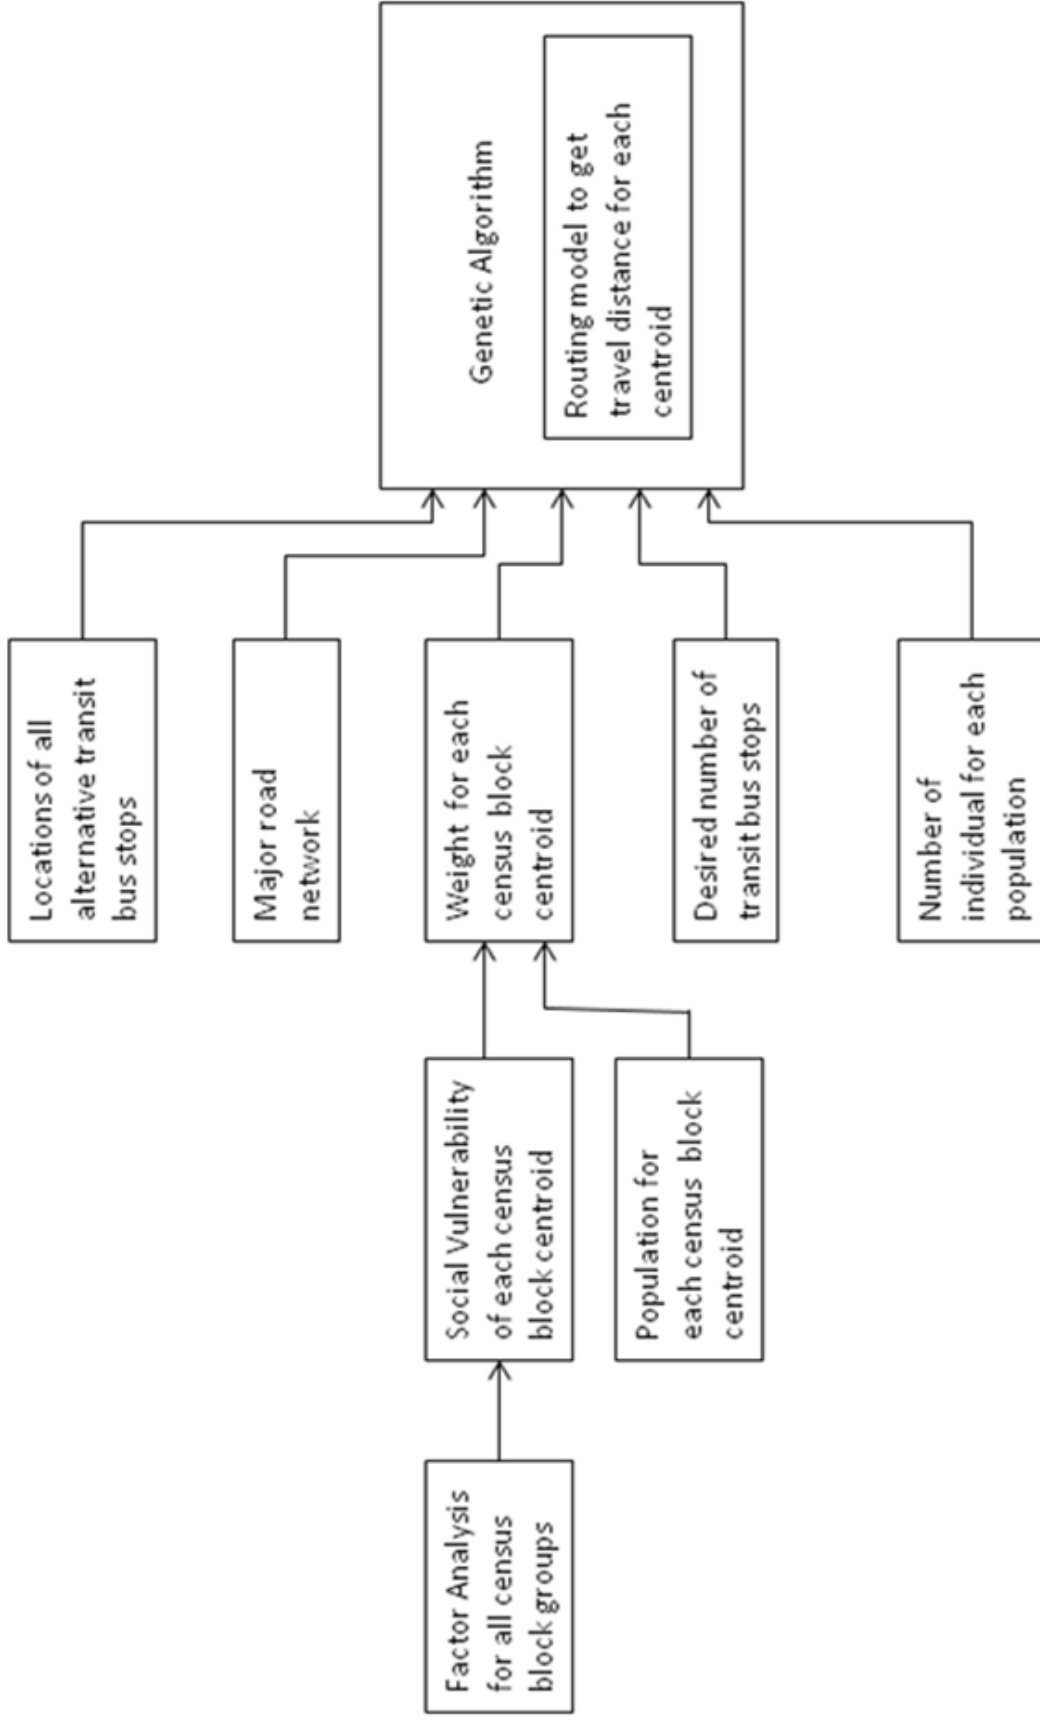 Factor Analysis
for all census
block groups
Social Vulnerability
of each census
block centroid
Population for
each census block
centroid
Locations of all
alternative transit
bus stops
Major road
network
Weight for each
census block
centroid
Desired number of
transit bus stops
Number of
individual for each
population
Genetic Algorithm
Routing model to get
travel distance for each
centroid